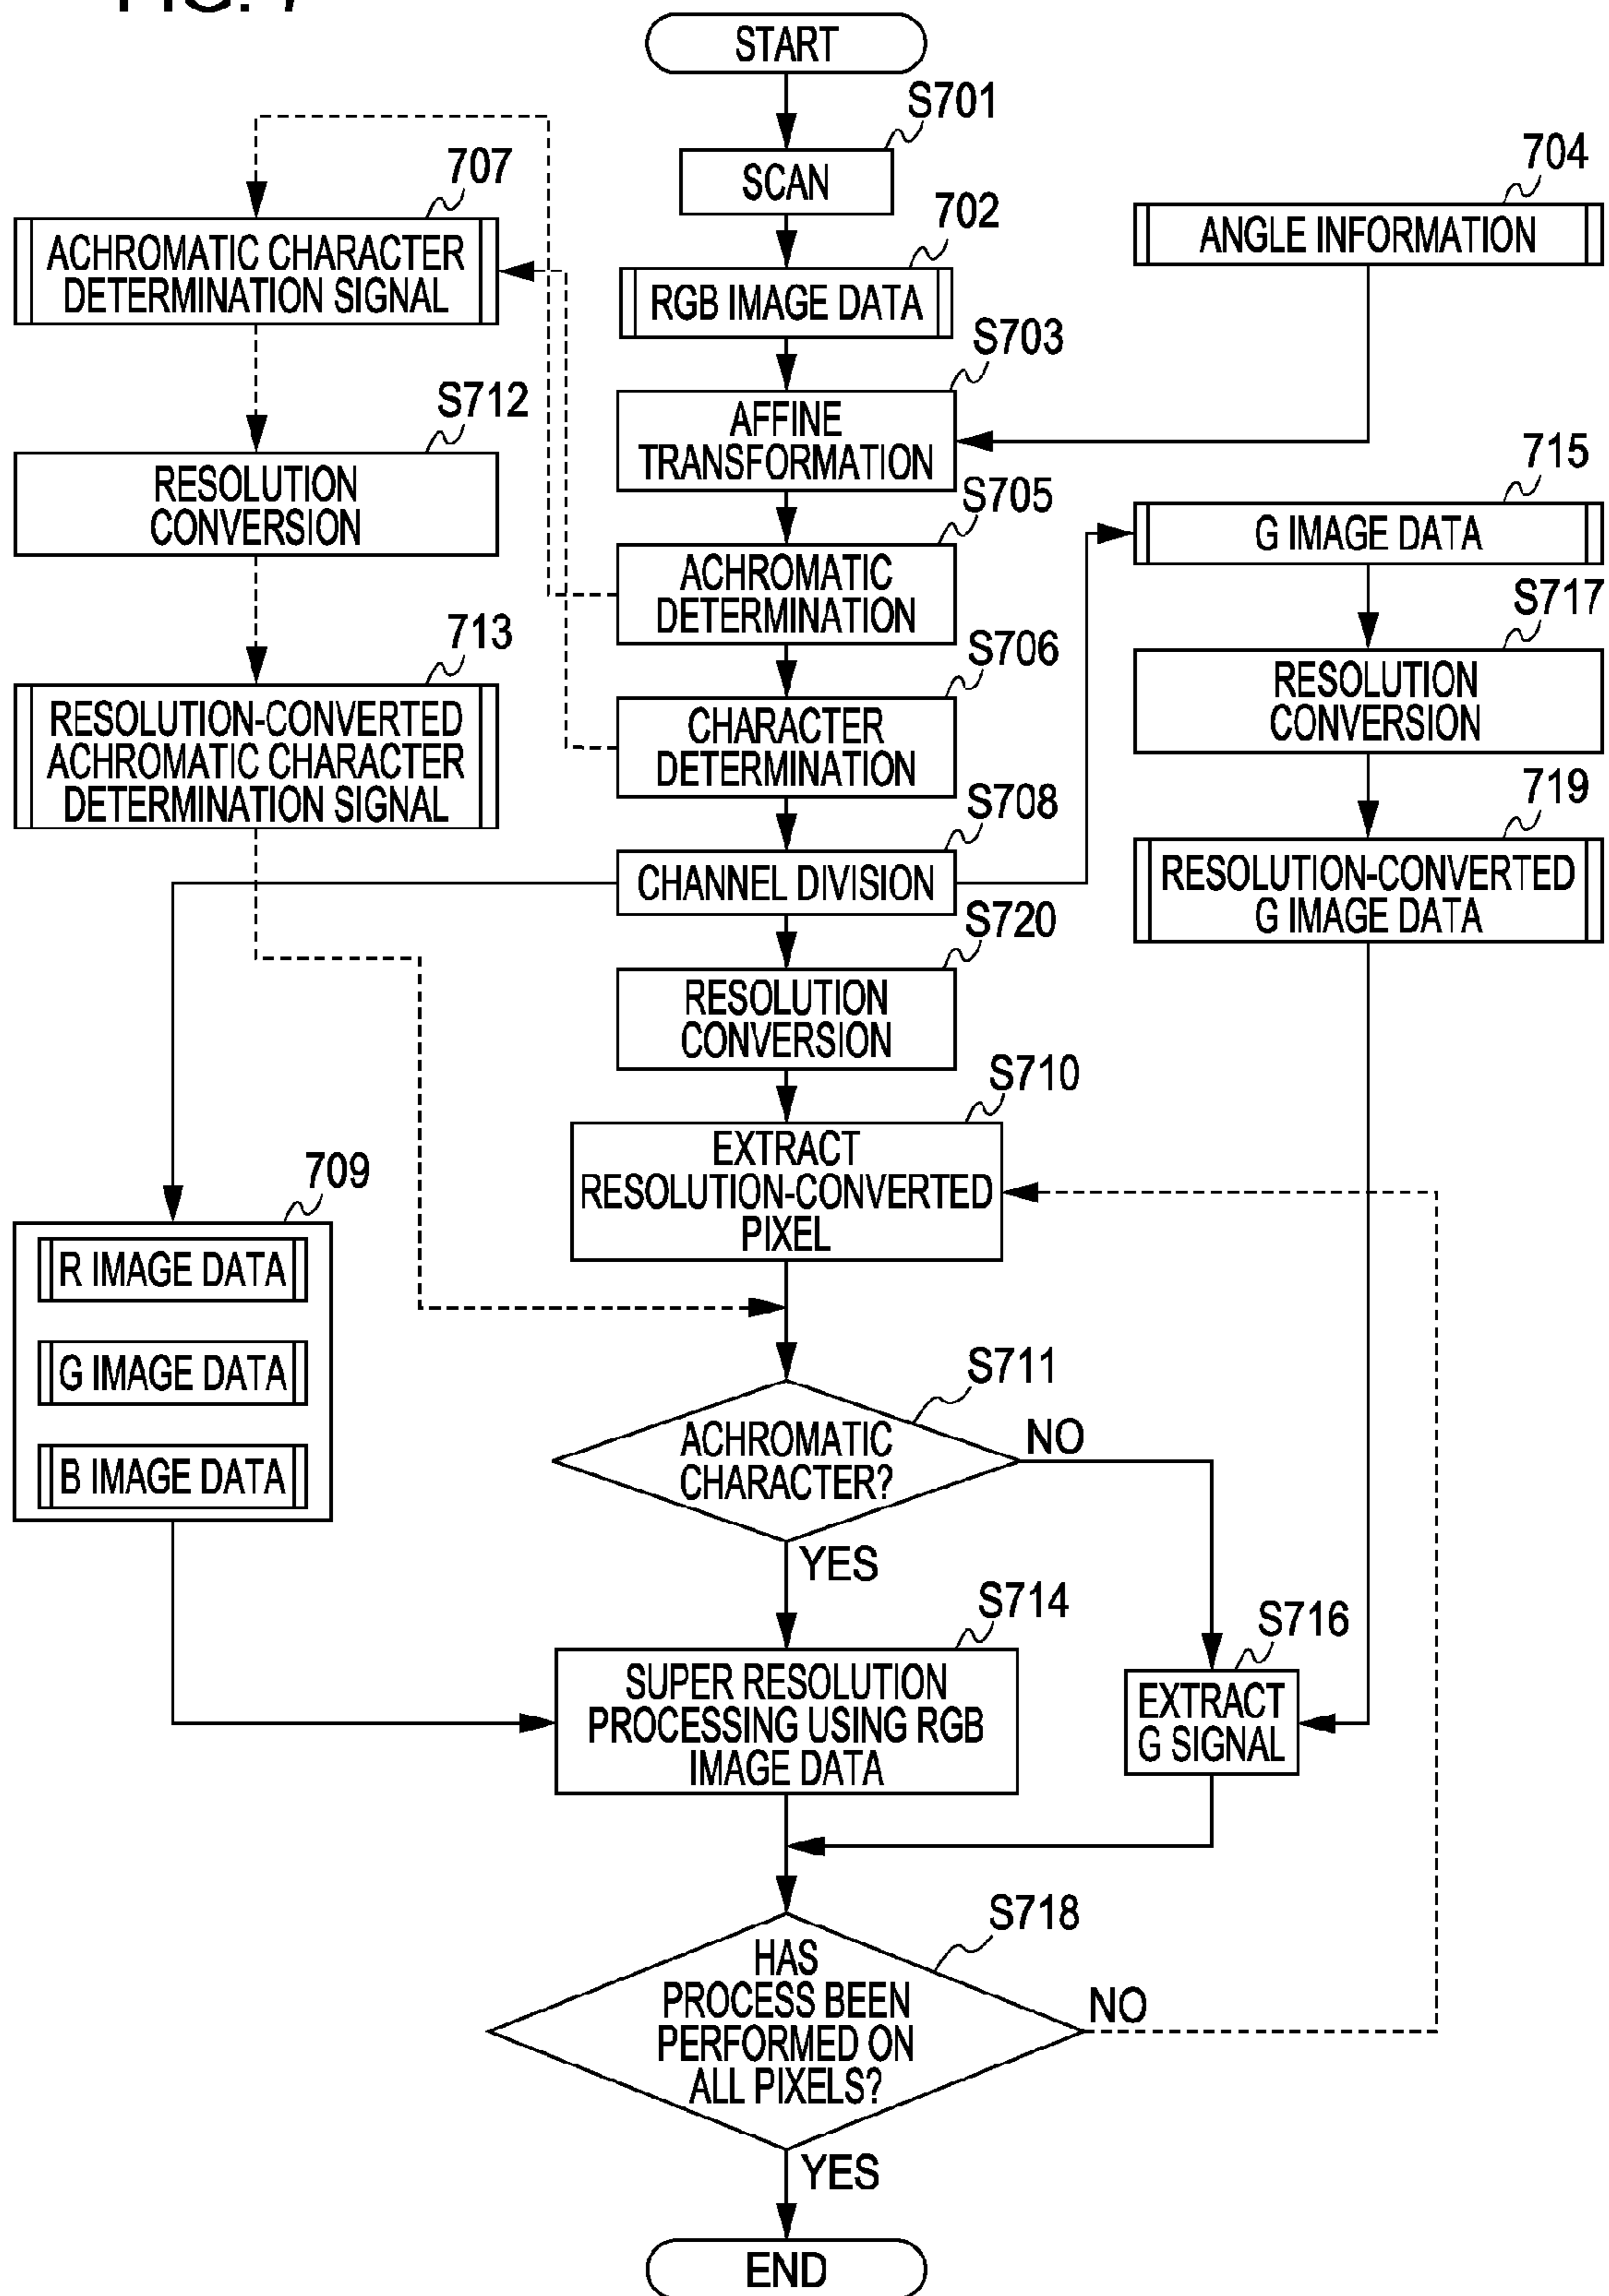 FIG. 7
START
S701
SCAN
702
RGB IMAGE DATA
704
ANGLE INFORMATION
707
ACHROMATIC CHARACTER
DETERMINATION SIGNAL
S703
AFFINE
TRANSFORMATION
S712
RESOLUTION
CONVERSION
S705
ACHROMATIC
DETERMINATION
715
G IMAGE DATA
S717
RESOLUTION
CONVERSION
713
RESOLUTION-CONVERTED
ACHROMATIC CHARACTER
DETERMINATION SIGNAL
S706
CHARACTER
DETERMINATION
719
RESOLUTION-CONVERTED
G IMAGE DATA
S708
CHANNEL DIVISION
S720
RESOLUTION
CONVERSION
S710
EXTRACT
RESOLUTION-CONVERTED
PIXEL
709
R IMAGE DATA
G IMAGE DATA
B IMAGE DATA
S711
ACHROMATIC
CHARACTER?
NO
YES
S714
SUPER RESOLUTION
PROCESSING USING RGB
IMAGE DATA
S716
EXTRACT
G SIGNAL
S718
HAS
PROCESS BEEN
PERFORMED ON
ALL PIXELS?
NO
YES
END